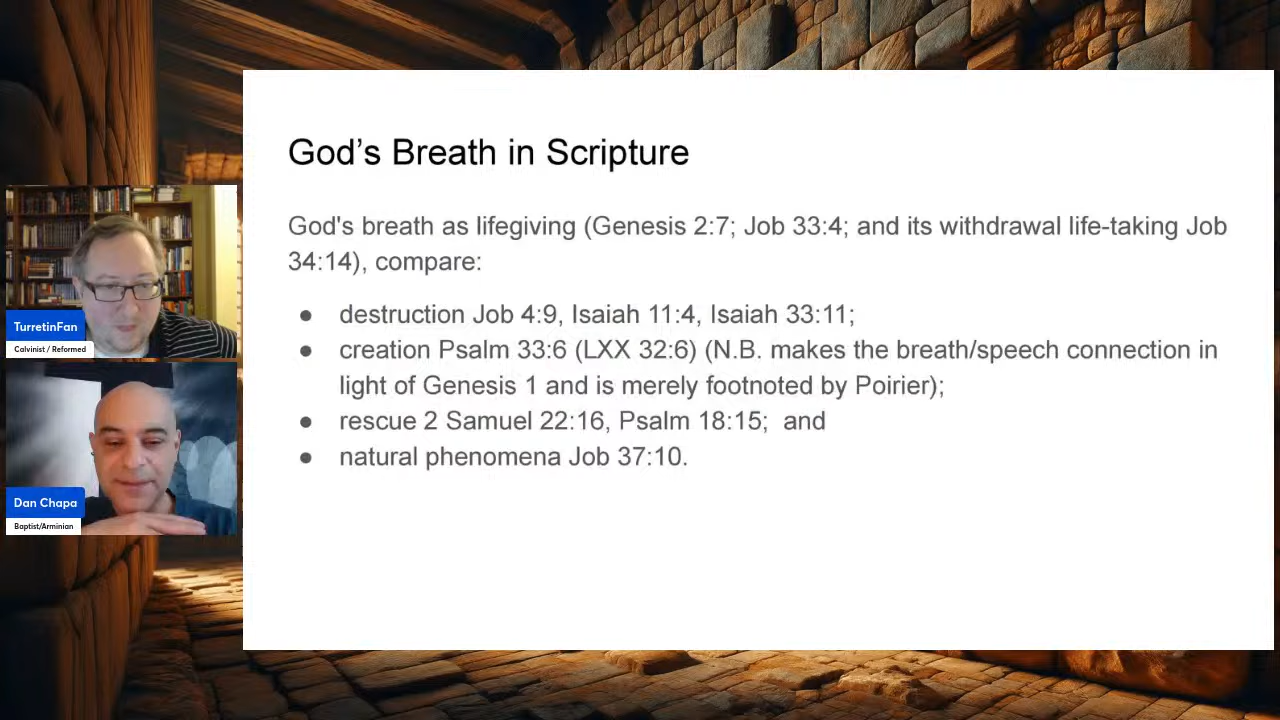 God's Breath in Scripture
God's breath as lifegiving (Genesis 2:7; Job 33:4; and its withdrawal life-taking Job
34:14), compare:
● destruction Job 4:9, Isaiah 11:4, Isaiah 33:11;
● creation Psalm 33:6 (LXX 32:6) (N.B. makes the breath/speech connection in
light of Genesis 1 and is merely footnoted by Poirier);
● rescue 2 Samuel 22:16, Psalm 18:15;  and
● natural phenomena Job 37:10.
TurretinFan
Calvinist / Reformed
Dan Chapa
Baptist/Arminian